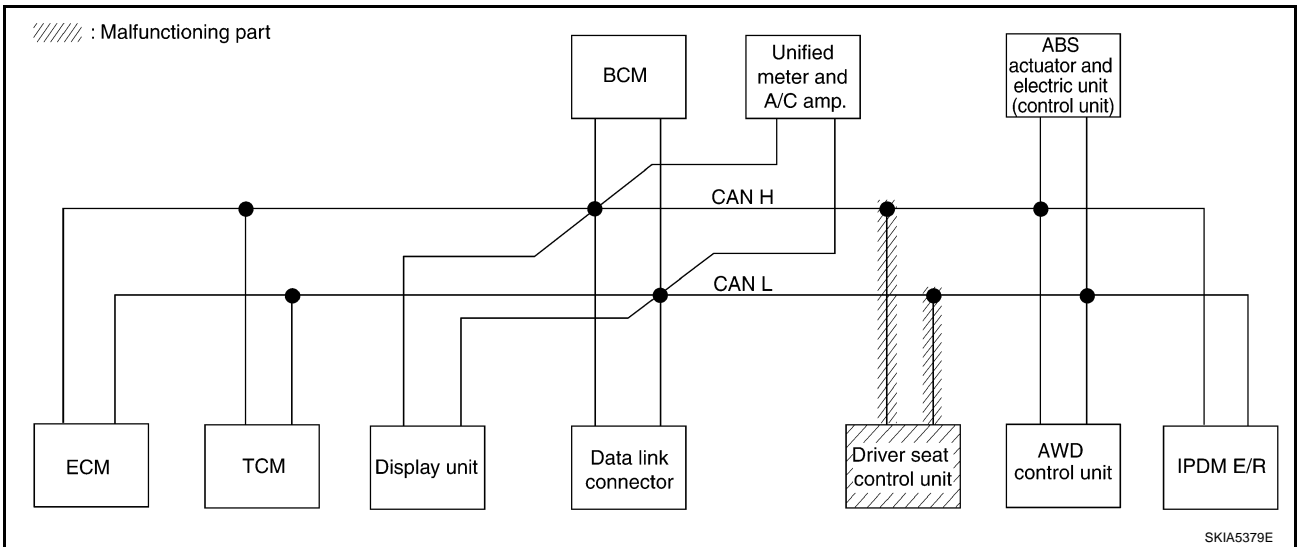 : Malfunctioning part
BCM
Unified
meter and
A/C amp.
ABS
actuator and
electric unit
(control unit)
CAN H
CAN L
ECM
TCM
Display unit
Data link
connector
Driver seat
control unit
AWD
control unit
IPDM E/R
SKIA5379E